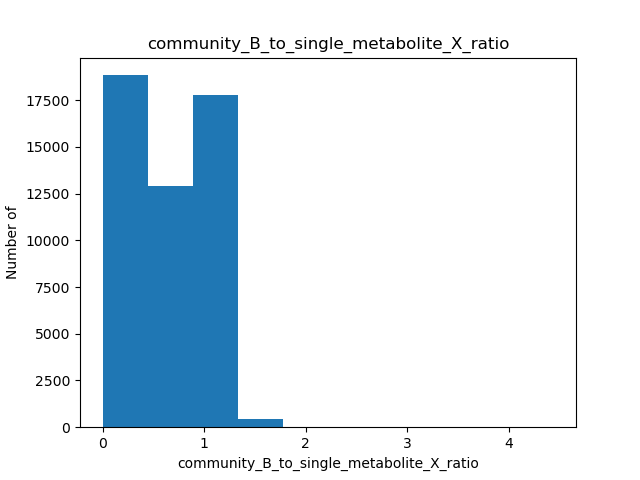 community_B_to_single_metabolite_X_ratio
17500
15000
12500
10000
7500
5000
2500
0
Number of
0 1 2 3 4
community_B_to_single_metabolite_X_ratio